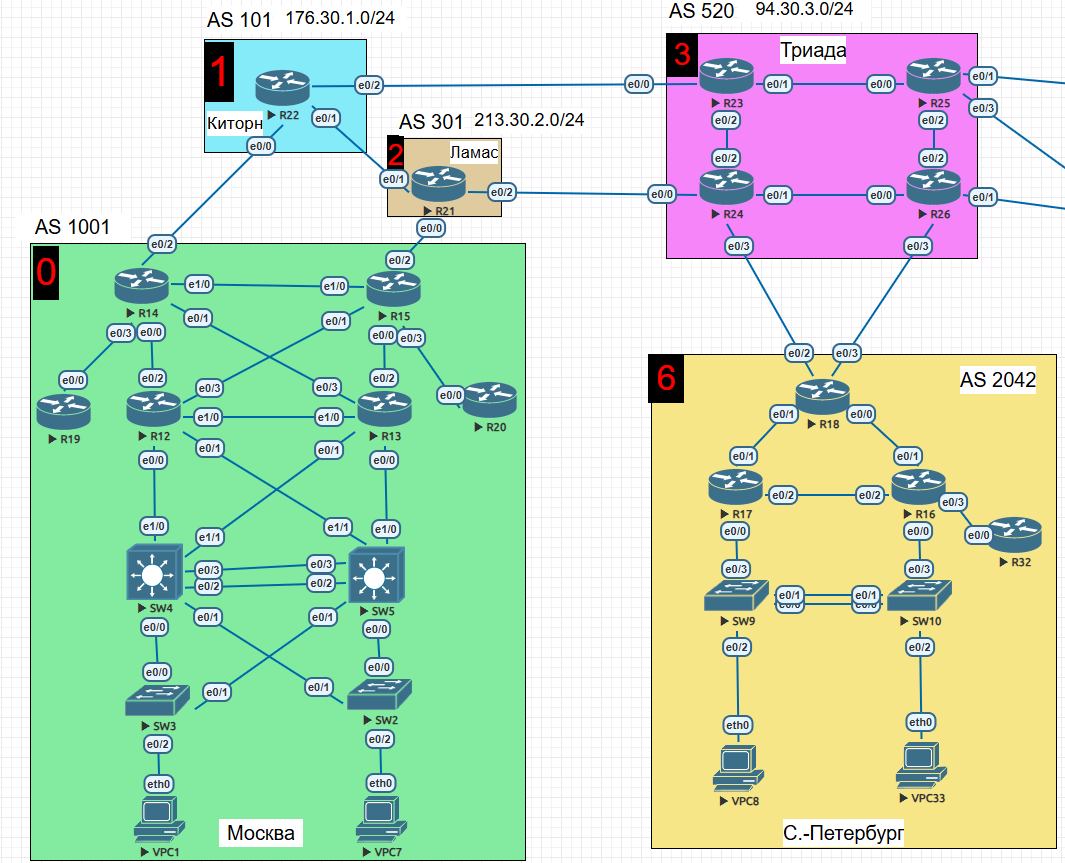 AS 101 176.30.1.0/24
AS 520 94.30.3.0/24
1
3
Триада
R22
e0/2
e0/0
R23
e0/1
e0/0
R25
e0/1
e0/3
Киторн
e0/1
e0/0
AS 301 213.30.2.0/24
e0/2
e0/2
2
Ламас
e0/2
e0/2
e0/1
R21
e0/2
e0/0
R24
e0/1
e0/0
R26
e0/1
AS 1001
e0/0
e0/2
e0/2
e0/3
e0/3
0
R14
e1/0
e1/0
R15
e0/3
e0/0
e0/1
e0/1
e0/0
e0/3
e0/0
e0/2
e0/3
e0/3
e0/2
e0/0
R19
R12
e1/0
e1/0
R13
R20
e0/0
e0/1
e0/1
e0/0
e1/0
e1/1
e1/1
e1/0
e0/3
e0/3
e0/2
e0/2
SW4
SW5
e0/0
e0/1
e0/1
e0/0
e0/0
e0/1
e0/1
e0/0
SW3
SW2
e0/2
e0/2
eth0
eth0
VPC1
VPC7
Москва
e0/2
e0/3
6
AS 2042
R18
e0/1
e0/0
e0/1
e0/1
R17
e0/2
e0/2
R16
e0/3
e0/0
e0/0
e0/0
R32
e0/3
e0/3
e0/1
e0/1
e0/0
e0/0
SW9
SW10
e0/2
e0/2
eth0
eth0
VPC8
VPC33
С.-Петербург